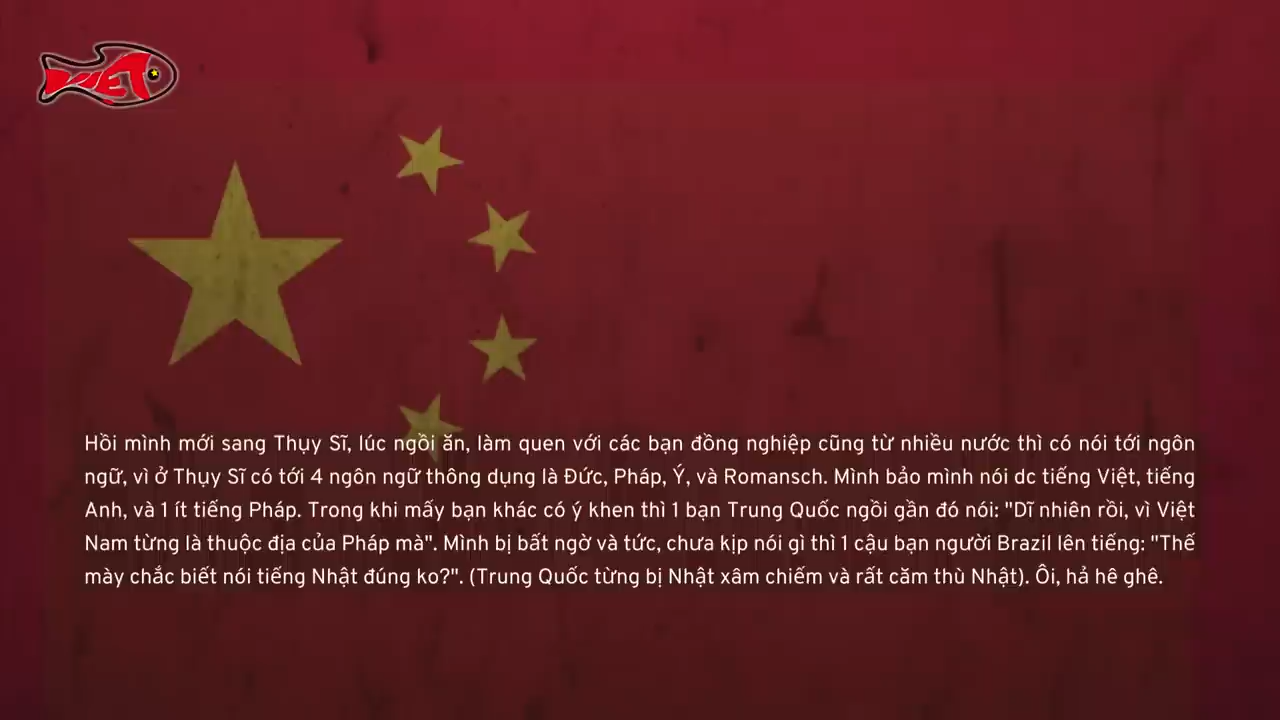 VIET
Hồi mình mới sang Thụy Sĩ, lúc ngồi ăn, làm quen với các bạn đồng nghiệp cũng từ nhiều nước thì có nói tới ngôn
ngữ, vì ở Thụy Sĩ có tới 4 ngôn ngữ thông dụng là Đức, Pháp, Ý, và Romansch. Mình bảo mình nói dc tiếng Việt, tiếng
Anh, và 1 ít tiếng Pháp. Trong khi mấy bạn khác có ý khen thì 1 bạn Trung Quốc ngồi gần đó nói: "Dĩ nhiên rồi, vì Việt
Nam từng là thuộc địa của Pháp mà". Mình bị bất ngờ và tức, chưa kịp nói gì thì 1 cậu bạn người Brazil lên tiếng: "Thế
mày chắc biết nói tiếng Nhật đúng ko?". (Trung Quốc từng bị Nhật xâm chiếm và rất căm thù Nhật). Ôi, hả hê ghê.